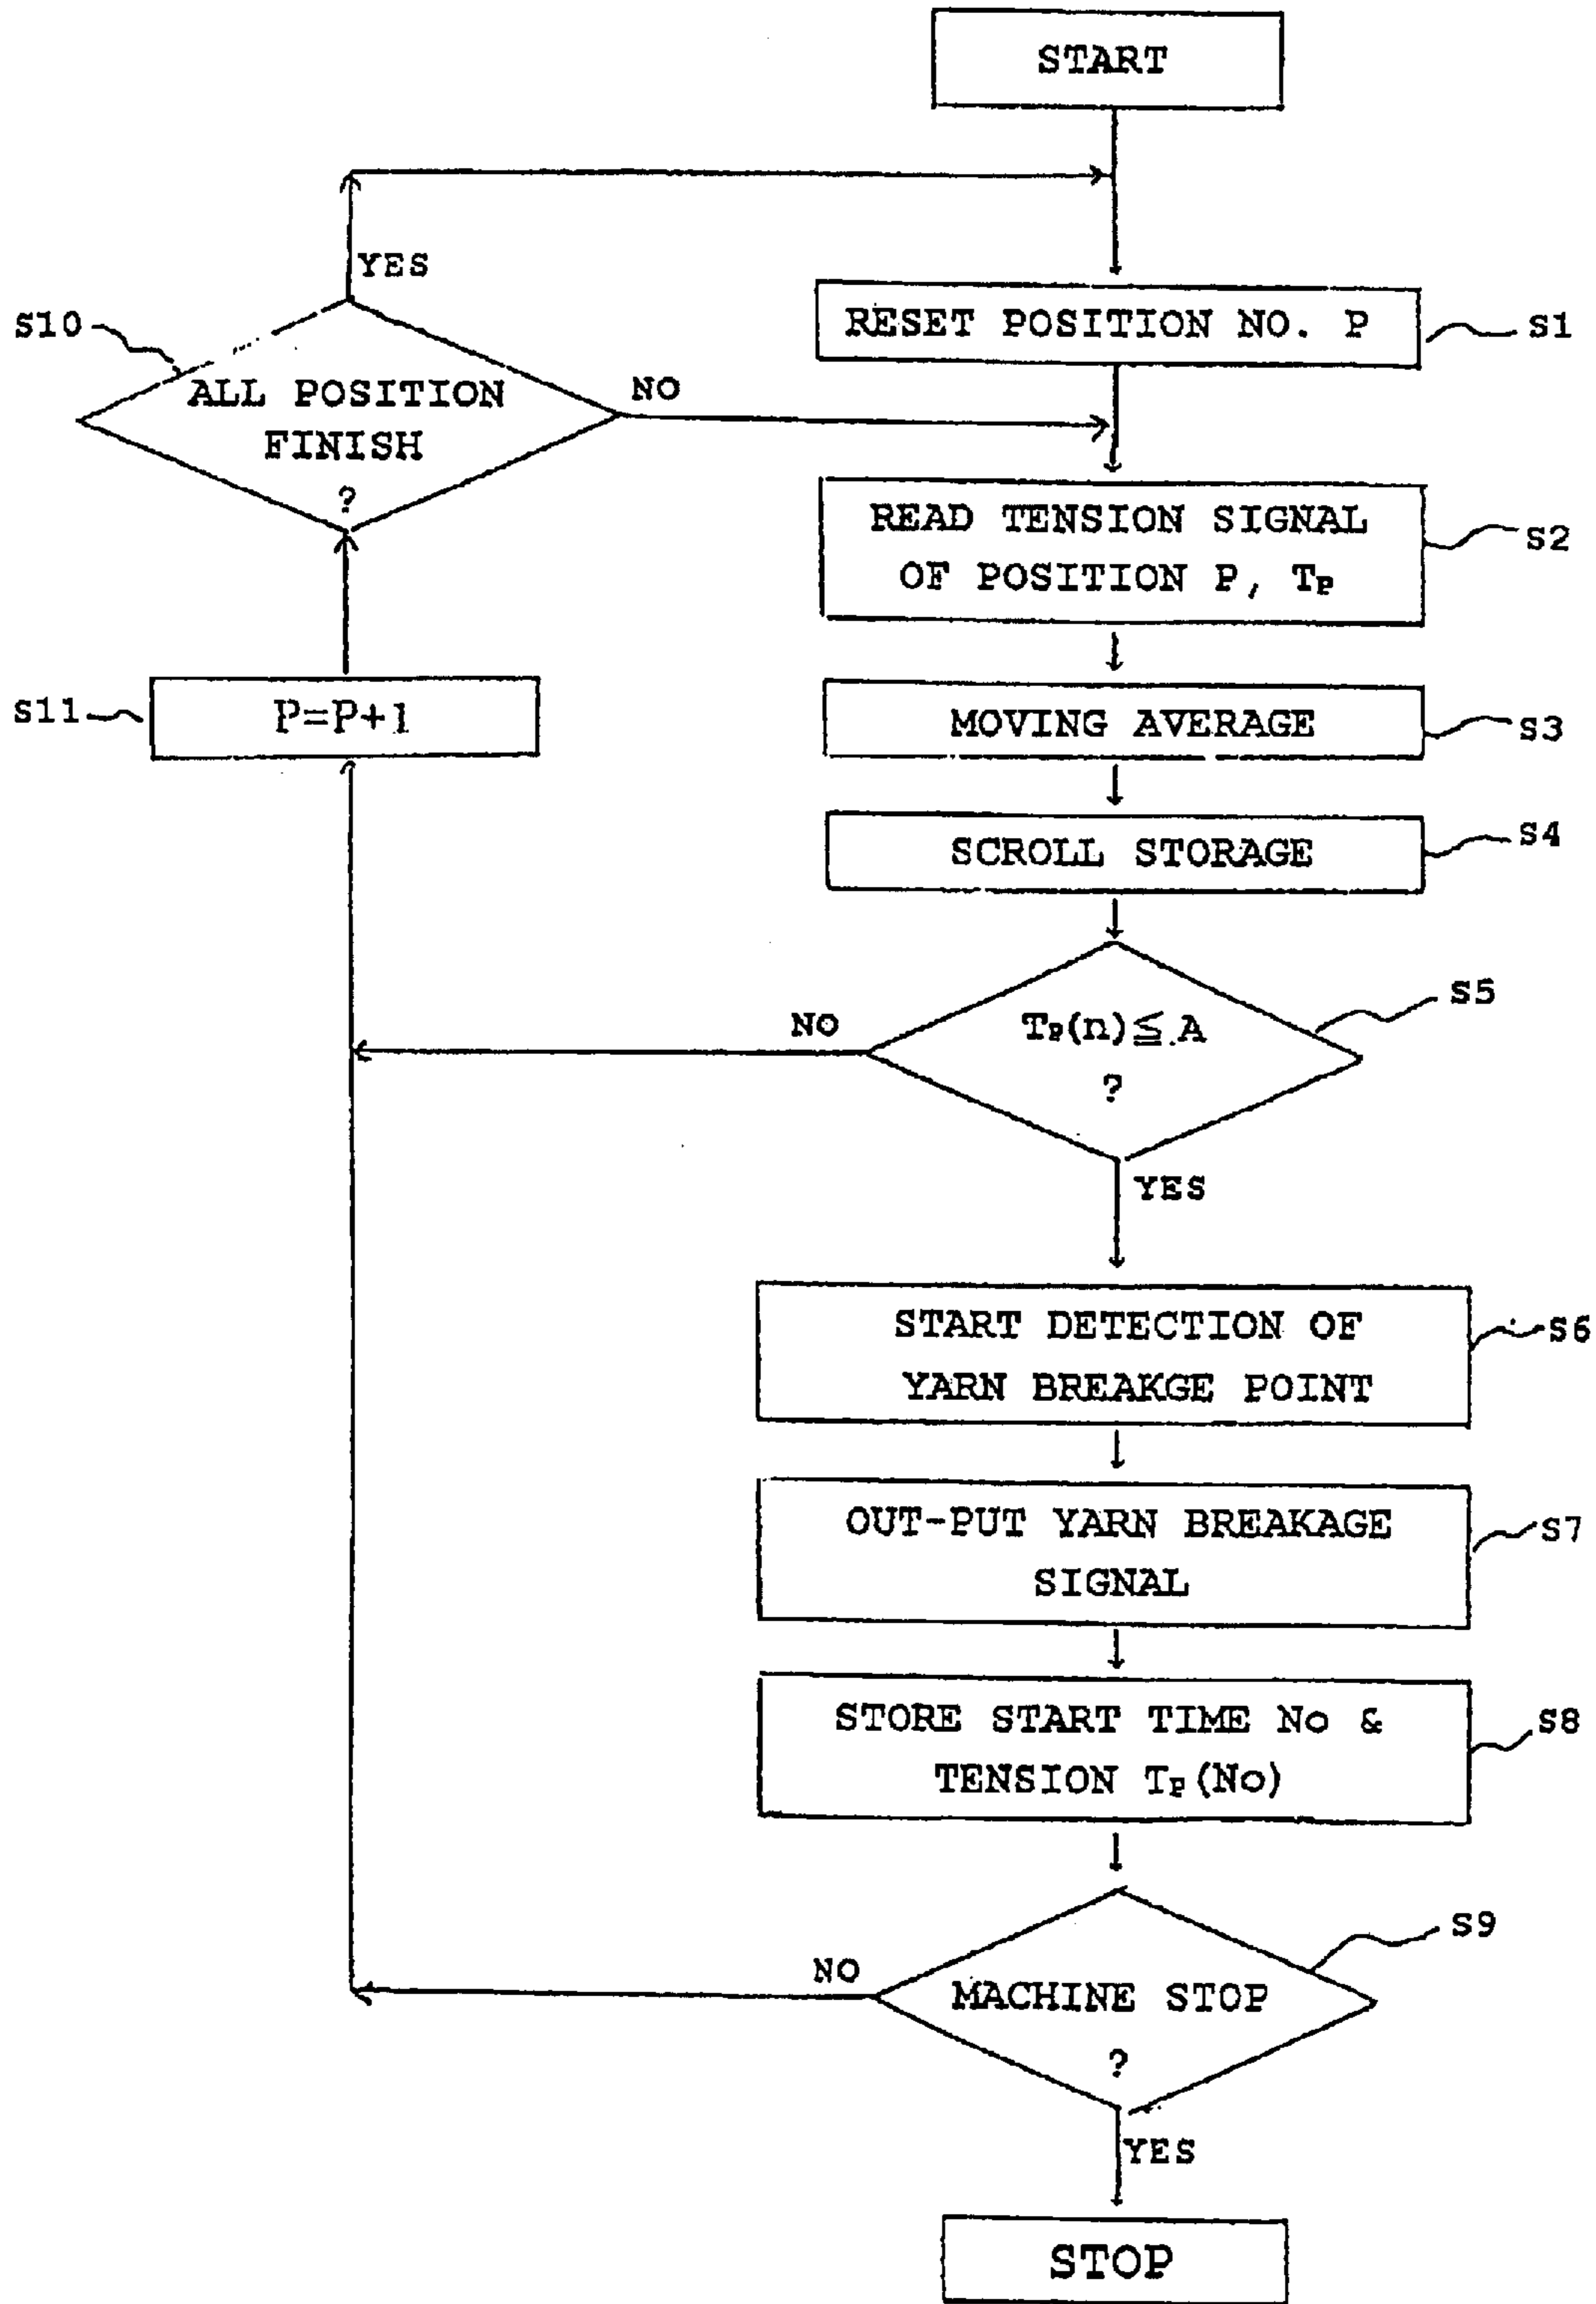 START
YES
S10
RESET POSITION NO. P
S1
ALL POSITION
FINISH
?
NO
READ TENSION SIGNAL
OF POSITION P, TP
S2
S11
P=P+1
MOVING AVERAGE
S3
SCROLL STORAGE
S4
TP(n)≦A
?
S5
NO
YES
START DETECTION OF
YARN BREAKGE POINT
S6
OUT-PUT YARN BREAKAGE
SIGNAL
S7
STORE START TIME No &
TENSION TP(No)
S8
MACHINE STOP
?
S9
NO
YES
STOP